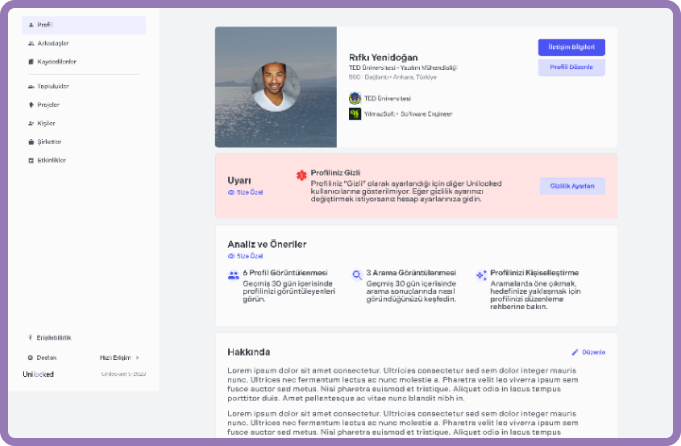 Profil
Arkadaşlar
Kaydedilenler
Topluluklar
Projeler
Kişiler
Şirketler
Etkinlikler
Erişilebilirlik
Destek
Hızlı Erişim
Unilocked
Unilocked © 2023
Rıfkı Yenidoğan
TED Üniversitesi • Yazılım Mühendisliği
500 · Bağlantı • Ankara, Türkiye
TED Üniversitesi
YılmazSoft • Software Engineer
İletişim Bilgileri
Profili Düzenle
Uyarı
Size Özel
Profiliniz Gizli
Profiliniz "Gizli" olarak ayarlandığı için diğer Unilocked
kullanıcılarına gösterilmiyor. Eğer gizlilik ayarınızı
değiştirmek istiyorsanız hesap ayarlarınıza gidin.
Gizlilik Ayarları
Analiz ve Öneriler
Size Özel
6 Profil Görüntülenmesi
Geçmiş 30 gün içerisinde
profilinizi görüntüleyenleri
görün.
3 Arama Görüntülenmesi
Geçmiş 30 gün içerisinde
arama sonuçlarında nasıl
göründüğünüzü keşfedin.
Profilinizi Kişiselleştirme
Aramalarda öne çıkmak,
hedefinize yaklaşmak için
profilinizi düzenleme
rehberine bakın.
Hakkında
Düzenle
Lorem ipsum dolor sit amet consectetur. Ultricies consectetur sed sem dolor integer mauris
nunc. Ultrices nec fermentum lectus ac nunc molestie a. Pharetra velit leo viverra ipsum sem
fusce auctor sed metus. Nisi pharetra euismod et tristique. Aliquet odio in lacus tempus
porttitor duis. Amet pellentesque ac vitae nunc blandit nibh in.
Lorem ipsum dolor sit amet consectetur. Ultricies consectetur sed sem dolor integer mauris
nunc. Ultrices nec fermentum lectus ac nunc molestie a. Pharetra velit leo viverra ipsum sem
fusce auctor sed metus. Nisi pharetra euismod et tristique. Aliquet odio in lacus tempus